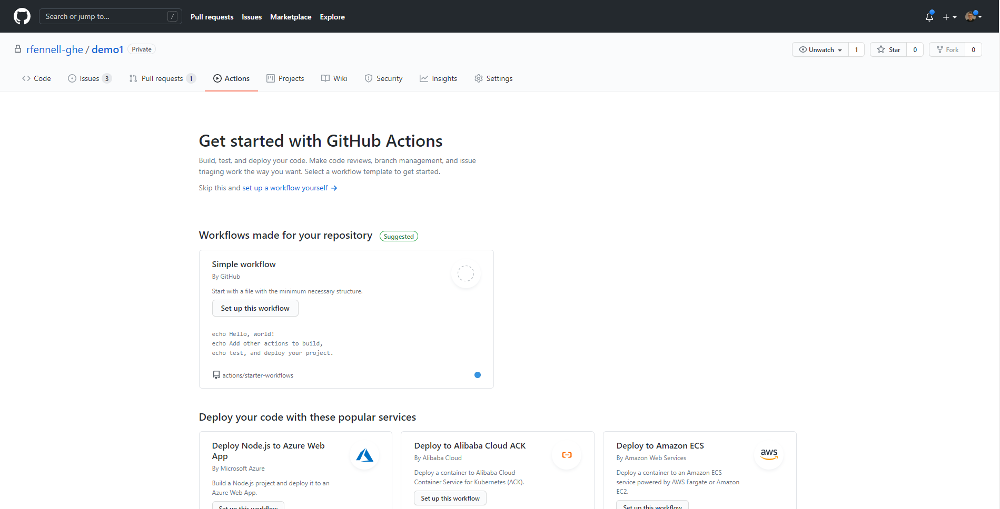 Search or jump to...
/
Pull requests
Issues
Marketplace
Explore
rfennell-ghe / demo1
Private
Unwatch
1
Star
0
Fork
0
Code
Issues 3
Pull requests 1
Actions
Projects
Wiki
Security
Insights
Settings
Get started with GitHub Actions
Build, test, and deploy your code. Make code reviews, branch management, and issue
triaging work the way you want. Select a workflow template to get started.
Skip this and set up a workflow yourself →
Workflows made for your repository
Suggested
Simple workflow
By GitHub
Start with a file with the minimum necessary structure.
Set up this workflow
echo Hello, world!
echo Add other actions to build,
echo test, and deploy your project.
actions/starter-workflows
Deploy your code with these popular services
Deploy Node.js to Azure Web
App
By Microsoft Azure
Build a Node.js project and deploy it to an
Azure Web App.
Set up this workflow
Deploy to Alibaba Cloud ACK
By Alibaba Cloud
Deploy a container to Alibaba Cloud
Container Service for Kubernetes (ACK).
Set up this workflow
Deploy to Amazon ECS
By Amazon Web Services
aws
Deploy a container to an Amazon ECS
service powered by AWS Fargate or Amazon
EC2.
Set up this workflow